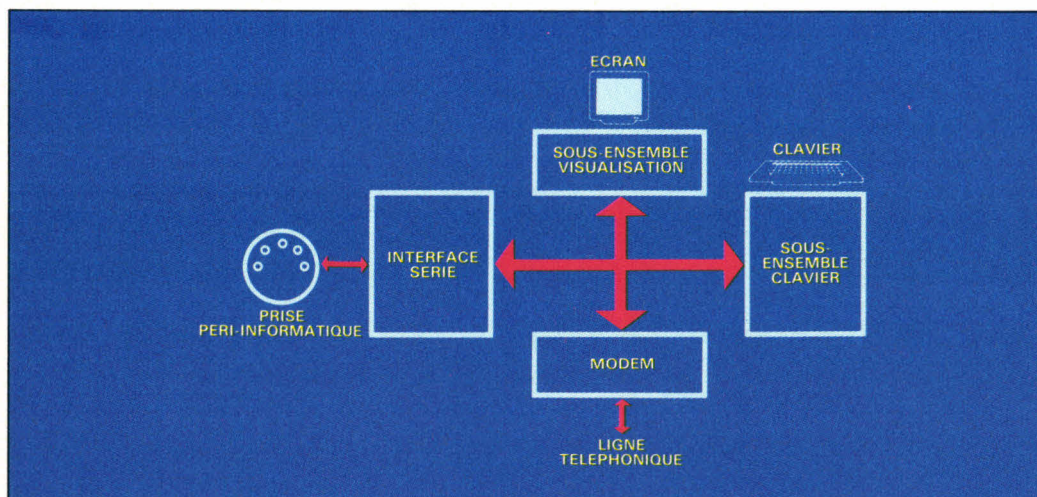 ECRAN
SOUS-ENSEMBLE
VISUALISATION
CLAVIER
INTERFACE
SERIE
SOUS-
ENSEMBLE
CLAVIER
PRISE
PERI-INFORMATIQUE
MODEM
LIGNE
TELEPHONIQUE